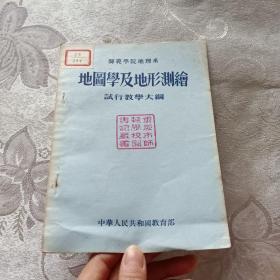 師範學院地理系
地圖學及地形測繪
試行教學大綱
中華人民共和國教育部